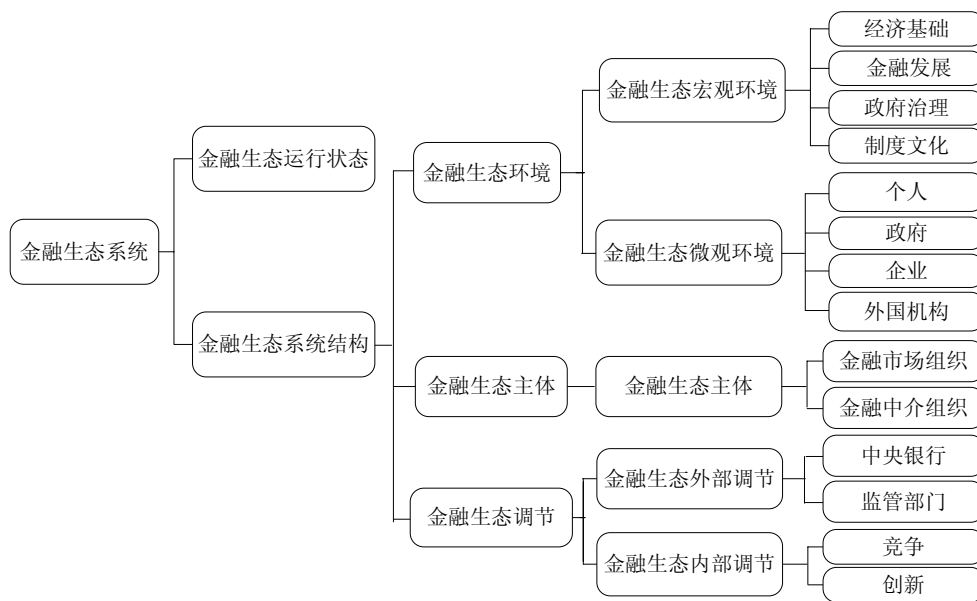 金融生态系统
金融生态运行状态
金融生态系统结构
金融生态环境
金融生态宏观环境
经济基础
金融发展
政府治理
制度文化
金融生态微观环境
个人
政府
企业
外国机构
金融生态主体
金融生态主体
金融市场组织
金融中介组织
金融生态调节
金融生态外部调节
中央银行
监管部门
金融生态内部调节
竞争
创新